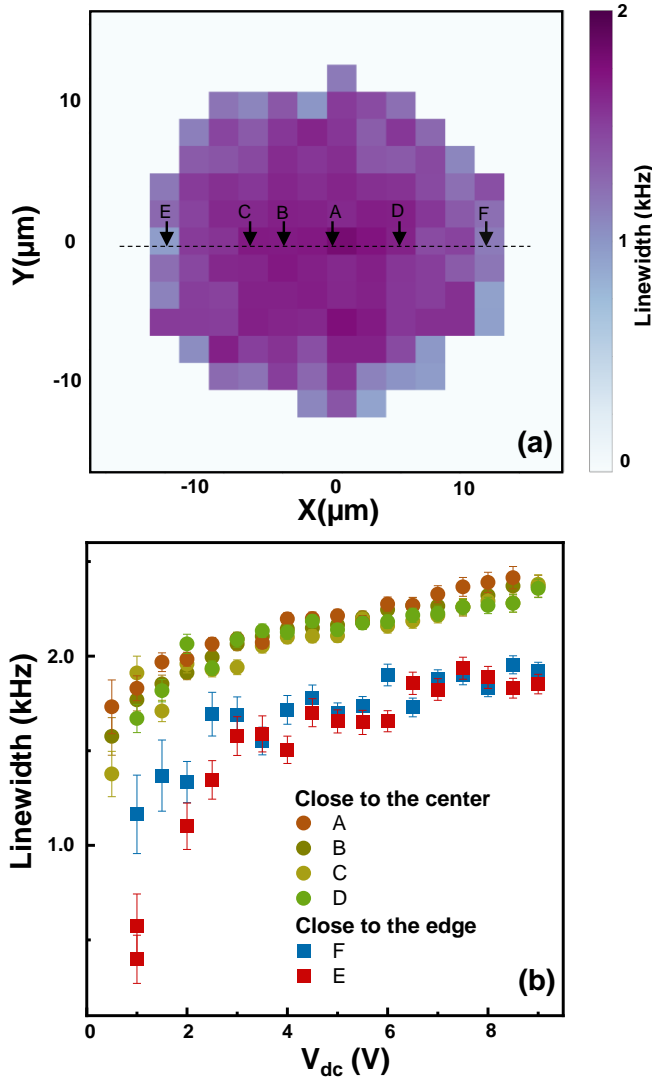 2
10
E
C
B
A
D
F
Y(µm)
0
1
Linewidth (kHz)
-10
(a)
0
-10
0
10
X(µm)
2.0
Linewidth (kHz)
Close to the center
A
B
C
D
1.0
Close to the edge
F
E
(b)
0
2
4
6
8
V_dc (V)